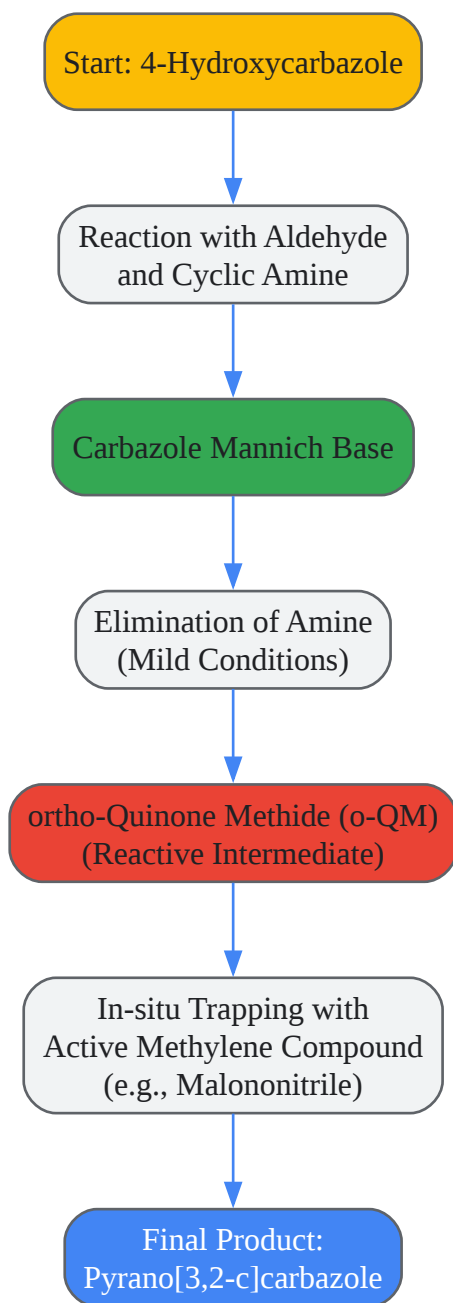 Start: 4-Hydroxycarbazole
Reaction with Aldehyde
and Cyclic Amine
Carbazole Mannich Base
Elimination of Amine
(Mild Conditions)
ortho-Quinone Methide (o-QM)
(Reactive Intermediate)
In-situ Trapping with
Active Methylene Compound
(e.g., Malononitrile)
Final Product:
Pyrano[3,2-c]carbazole